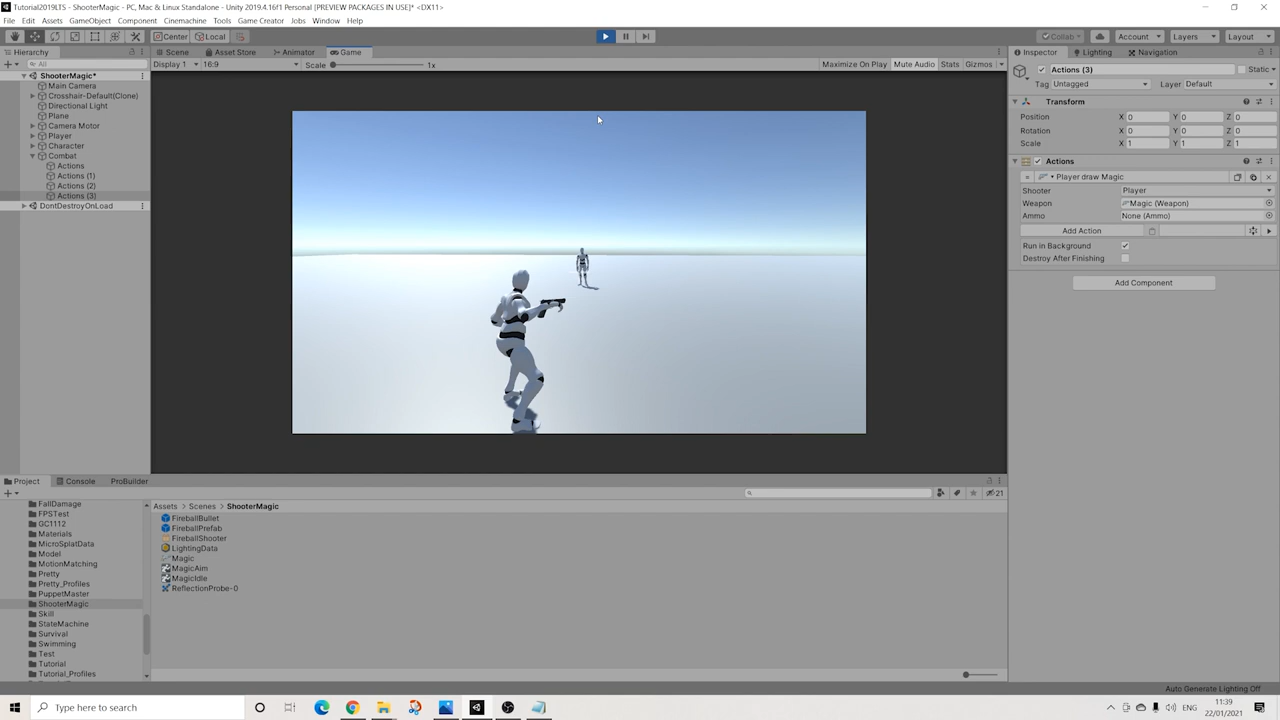 Tutorial2019LTS - ShooterMagic - PC, Mac & Linux Standalone - Unity 2019.4.16f1 Personal [PREVIEW PACKAGES IN USE]* <DX11>
File Edit Assets GameObject Component Cinemachine Tools Game Creator Jobs Window Help
Center Local Collab Account Layers Layout
Hierarchy Scene Asset Store Animator Game Inspector Lighting Navigation
All Display 1 16:9 Scale 1x Maximize On Play Mute Audio Stats Gizmos
ShooterMagic*
Main Camera
Crosshair-Default(Clone)
Directional Light
Plane
Camera Motor
Player
Character
Combat
Actions
Actions (1)
Actions (2)
Actions (3)
DontDestroyOnLoad
Actions (3) Static
Tag Untagged Layer Default
Transform
Position X 0 Y 0 Z 0
Rotation X 0 Y 0 Z 0
Scale X 1 Y 1 Z 1
Actions
Player draw Magic
Shooter Player
Weapon Magic (Weapon)
Ammo None (Ammo)
Add Action
Run in Background
Destroy After Finishing
Add Component
Project Console ProBuilder
21
FallDamage
FPSTest
GC1112
Materials
MicroSplatData
Model
MotionMatching
Pretty
Pretty_Profiles
PuppetMaster
ShooterMagic
Skill
StateMachine
Survival
Swimming
Test
Tutorial
Tutorial_Profiles
Assets Scenes ShooterMagic
FireballBullet
FireballPrefab
FireballShooter
LightingData
Magic
MagicAim
MagicIdle
ReflectionProbe-0
Auto Generate Lighting Off
Type here to search
ENG
11:39
22/01/2021